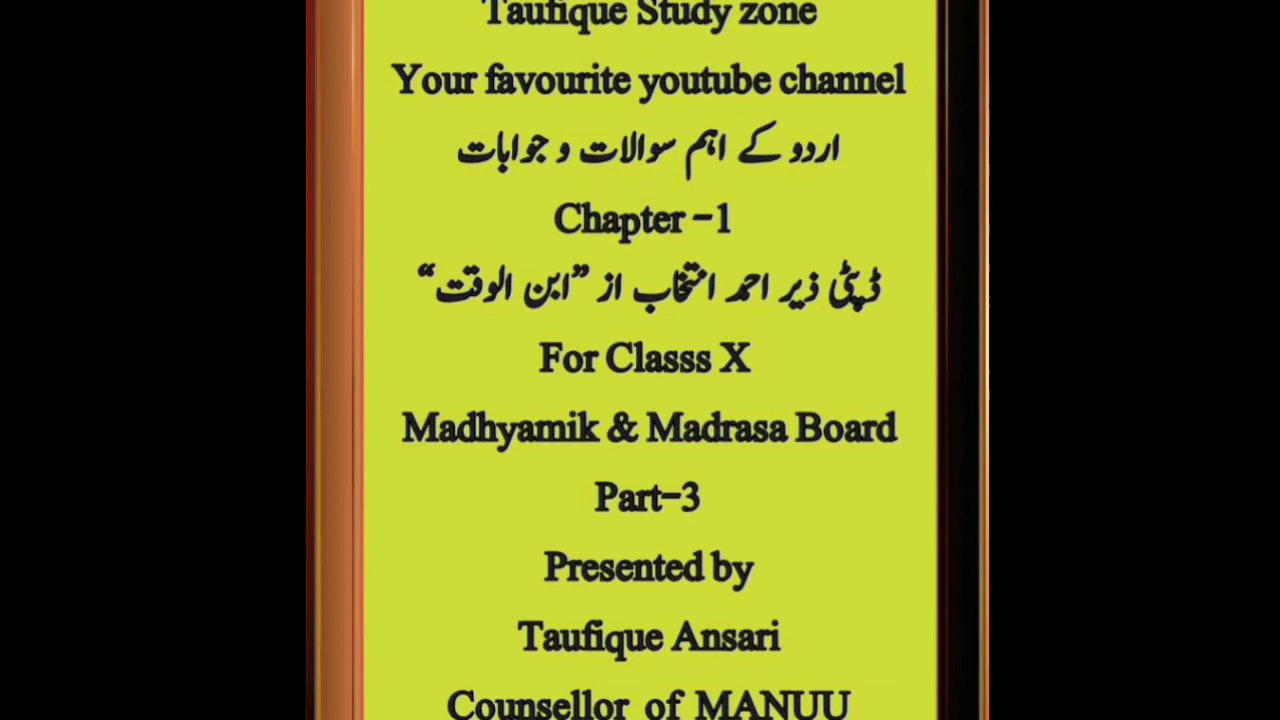 Taufique Study zone
Your favourite youtube channel
اردو کے اہم سوالات و جوابات
Chapter -1
ڈپٹی ذیر احمد انتخاب از ”ابن الوقت“
For Classs X
Madhyamik & Madrasa Board
Part-3
Presented by
Taufique Ansari
Counsellor of MANUU